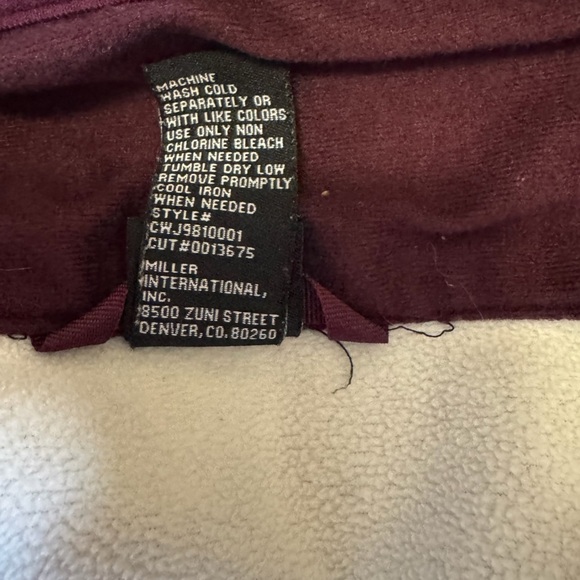 MACHINE
WASH COLD
SEPARATELY OR
WITH LIKE COLORS
USE ONLY NON
CHLORINE BLEACH
WHEN NEEDED
TUMBLE DRY LOW
REMOVE PROMPTLY
COOL IRON
WHEN NEEDED
STYLE#
CWJ9810001
CUT#0013675
MILLER
INTERNATIONAL,
INC.
8500 ZUNI STREET
DENVER, CO. 80260